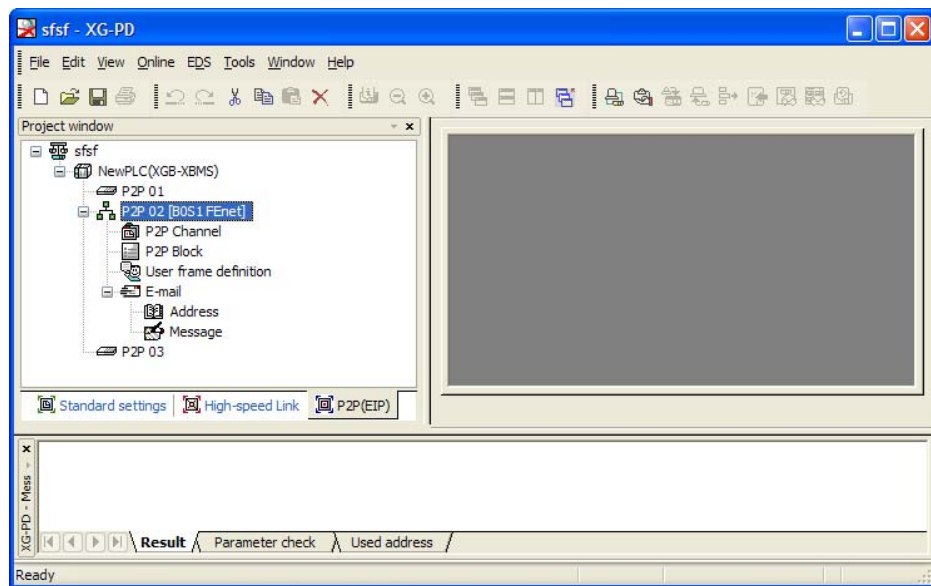 sfsf - XG-PD
File Edit View Online EDS Tools Window Help
Project window
sfsf
NewPLC(XGB-XBMS)
P2P 01
P2P 02 [B0S1 FEnet]
P2P Channel
P2P Block
User frame definition
E-mail
Address
Message
P2P 03
Standard settings High-speed Link P2P(EIP)
XG-PD - Mess
Result Parameter check Used address
Ready